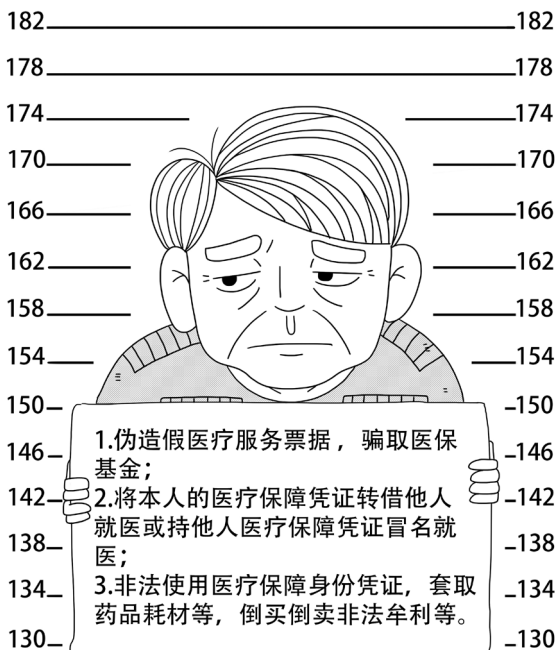 182 182
178 178
174 174
170 170
166 166
162 162
158 158
154 154
150 150
1.伪造假医疗服务票据，骗取医保
146 146
基金；
2.将本人的医疗保障凭证转借他人
142 142
就医或持他人医疗保障凭证冒名就
138 138
医；
3.非法使用医疗保障身份凭证，套取
134 134
药品耗材等，倒买倒卖非法牟利等。
130 130